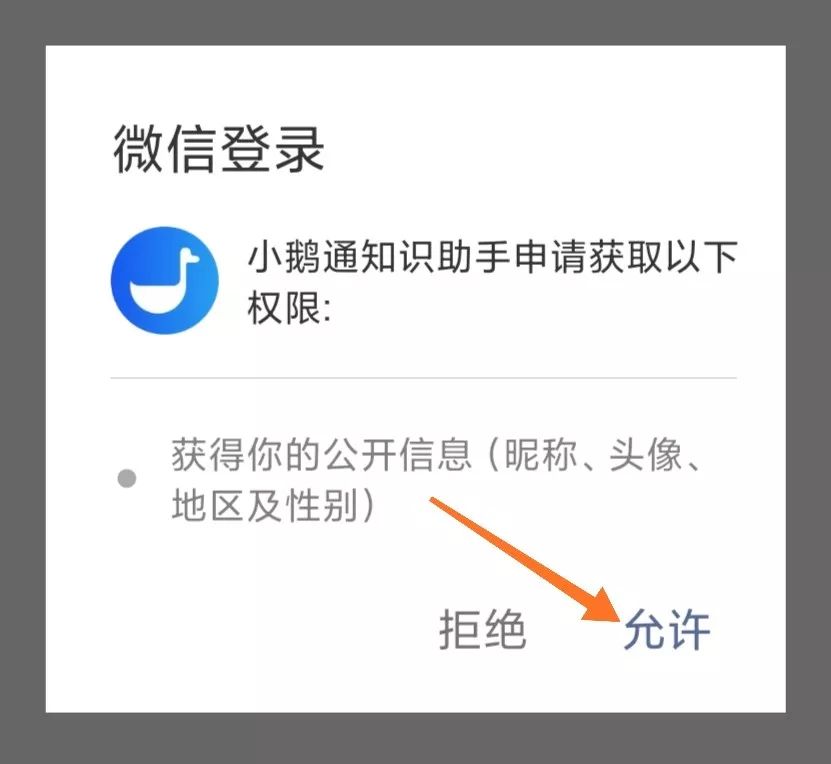 微信登录
小鹅通知识助手申请获取以下
权限:
获得你的公开信息（昵称、头像、
地区及性别）
拒绝 允许